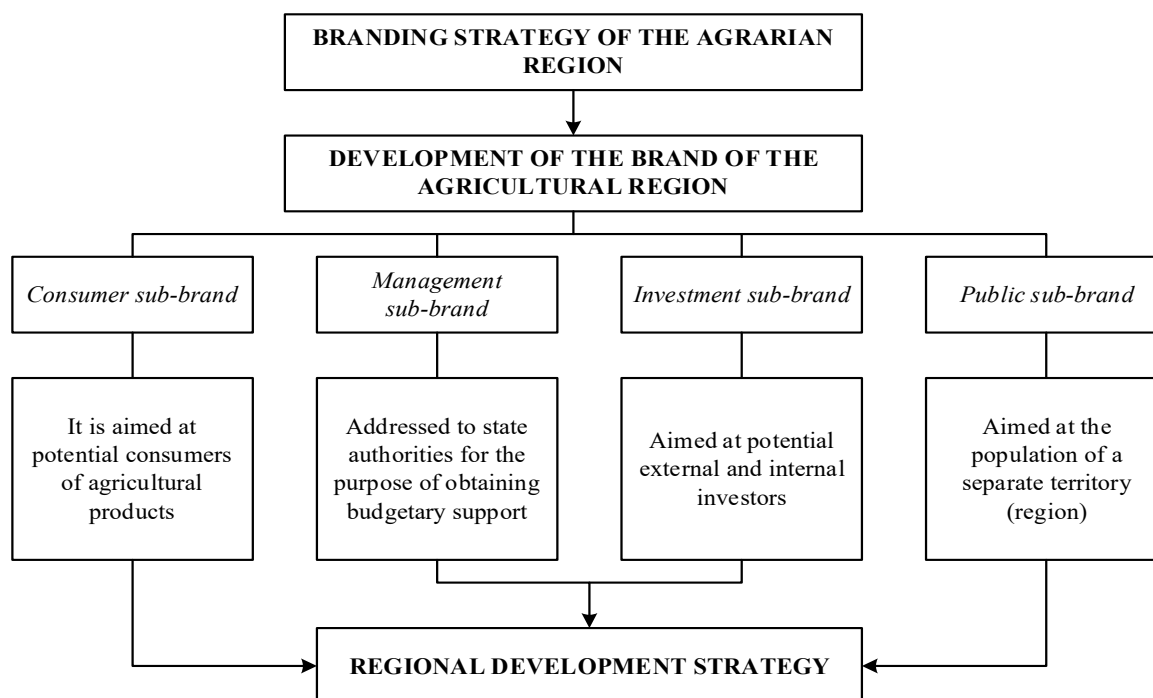 BRANDING STRATEGY OF THE AGRARIAN
REGION
DEVELOPMENT OF THE BRAND OF THE
AGRICULTURAL REGION
Consumer sub-brand
Management
sub-brand
Investment sub-brand
Public sub-brand
It is aimed at
potential consumers
of agricultural
products
Addressed to state
authorities for the
purpose of obtaining
budgetary support
Aimed at potential
external and internal
investors
Aimed at the
population of a
separate territory
(region)
REGIONAL DEVELOPMENT STRATEGY